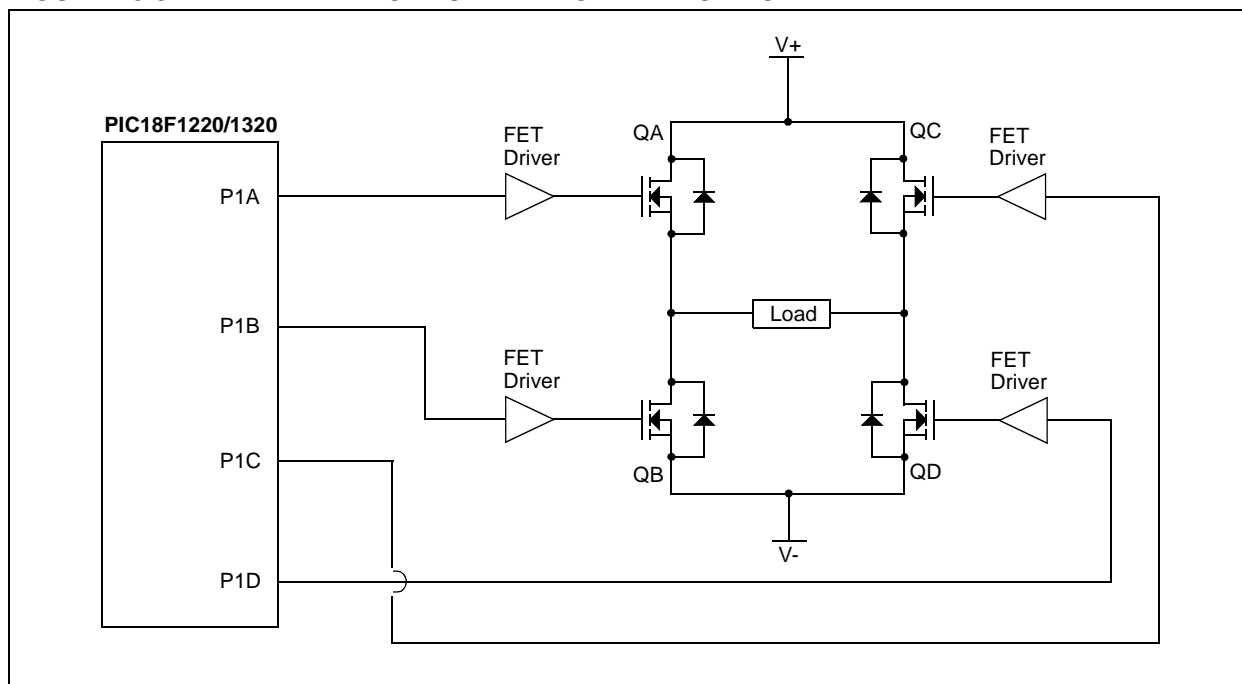 V+
PIC18F1220/1320
QA
FET
Driver
QC
FET
Driver
P1A
Load
P1B
FET
Driver
FET
Driver
P1C
QB
QD
V-
P1D